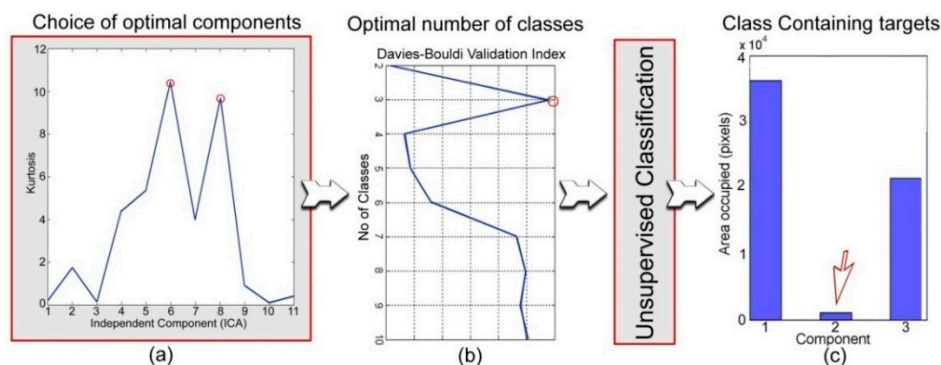 Choice of optimal components
12
10
8
6
4
2
0
Kurtosis
1 2 3 4 5 6 7 8 9 10 11
Independent Component (ICA)
(a)
Optimal number of classes
Davies-Bouldi Validation Index
2
3
4
5
6
7
8
9
10
No of Classes
(b)
Unsupervised Classification
Class Containing targets
x 10⁴
4
3
2
1
0
Area occupied (pixels)
1 2 3
Component
(c)